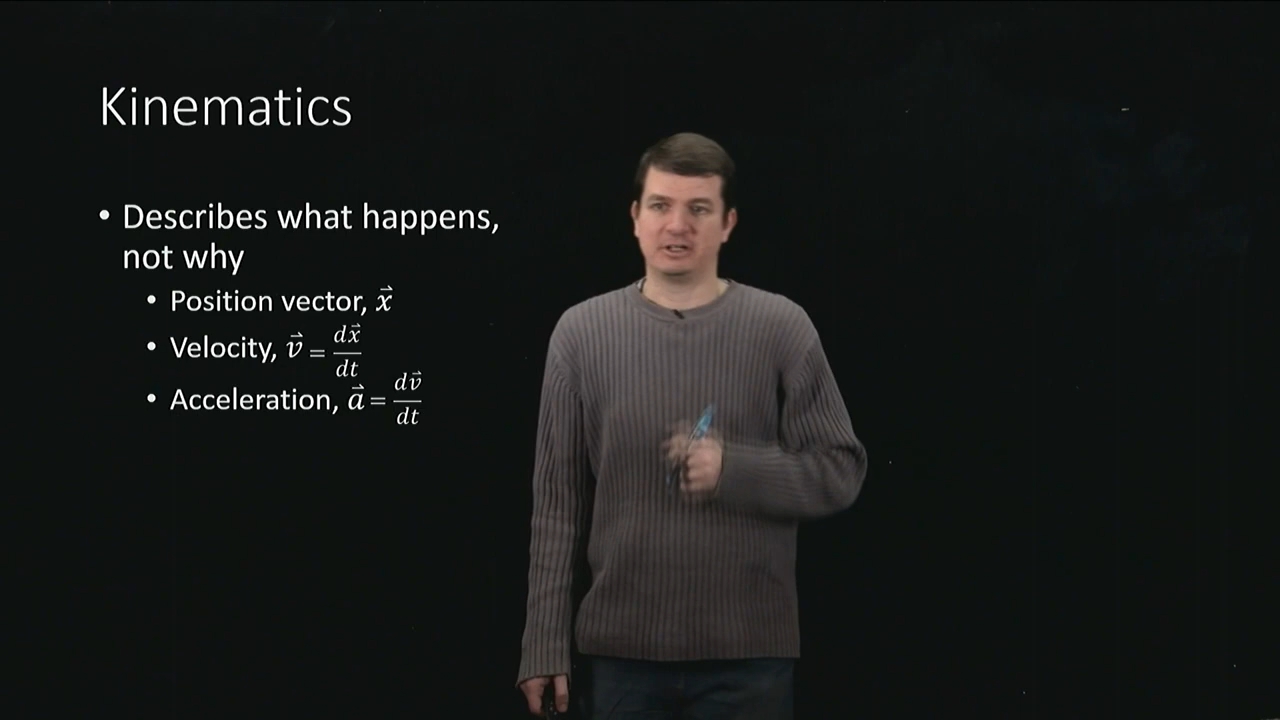 Kinematics
• Describes what happens,
not why
• Position vector, x⃗
• Velocity, v⃗ = dx⃗/dt
• Acceleration, a⃗ = dv⃗/dt